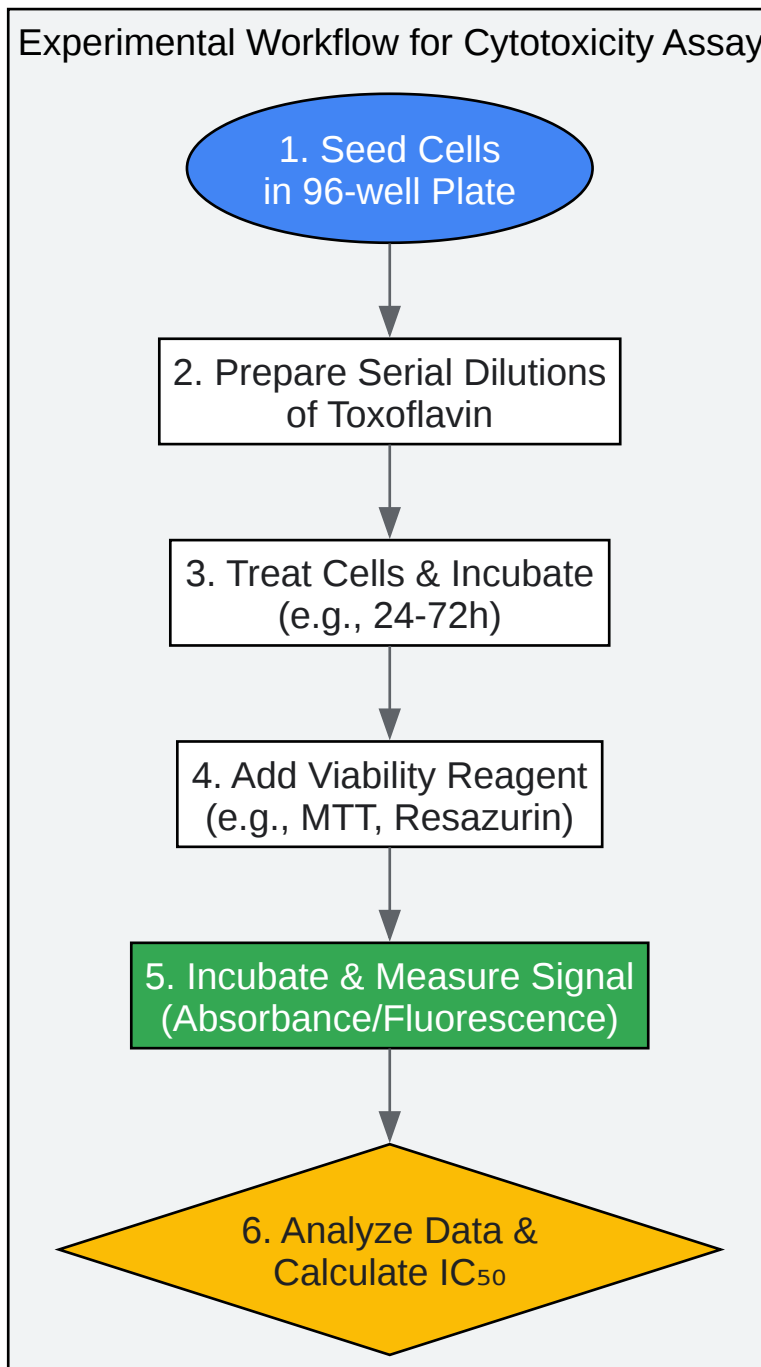 Experimental Workflow for Cytotoxicity Assay
1. Seed Cells
in 96-well Plate
2. Prepare Serial Dilutions
of Toxoflavin
3. Treat Cells & Incubate
(e.g., 24-72h)
4. Add Viability Reagent
(e.g., MTT, Resazurin)
5. Incubate & Measure Signal
(Absorbance/Fluorescence)
6. Analyze Data &
Calculate IC₅₀